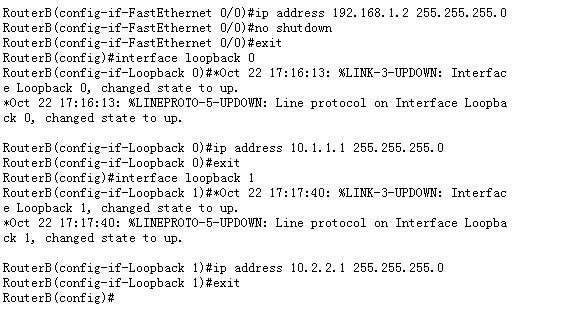 RouterB(config-if-FastEthernet 0/0)#ip address 192.168.1.2 255.255.255.0
RouterB(config-if-FastEthernet 0/0)#no shutdown
RouterB(config-if-FastEthernet 0/0)#exit
RouterB(config)#interface loopback 0
RouterB(config-if-Loopback 0)#*Oct 22 17:16:13: %LINK-3-UPDOWN: Interfac
e Loopback 0, changed state to up.
*Oct 22 17:16:13: %LINEPROTO-5-UPDOWN: Line protocol on Interface Loopba
ck 0, changed state to up.
RouterB(config-if-Loopback 0)#ip address 10.1.1.1 255.255.255.0
RouterB(config-if-Loopback 0)#exit
RouterB(config)#interface loopback 1
RouterB(config-if-Loopback 1)#*Oct 22 17:17:40: %LINK-3-UPDOWN: Interfac
e Loopback 1, changed state to up.
*Oct 22 17:17:40: %LINEPROTO-5-UPDOWN: Line protocol on Interface Loopba
ck 1, changed state to up.
RouterB(config-if-Loopback 1)#ip address 10.2.2.1 255.255.255.0
RouterB(config-if-Loopback 1)#exit
RouterB(config)#